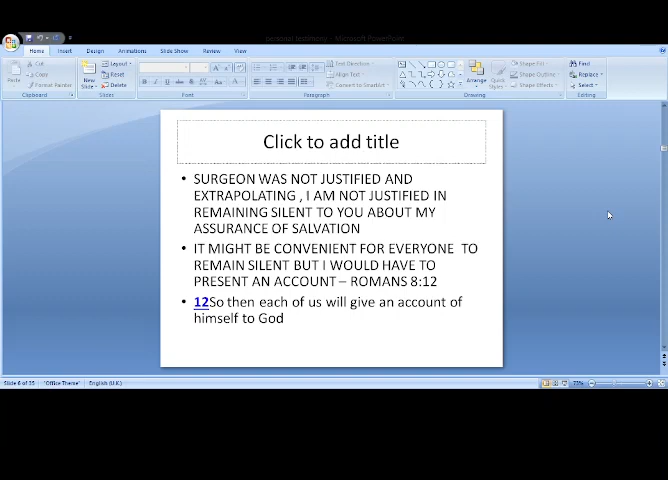 personal testimony - Microsoft PowerPoint
Home Insert Design Animations Slide Show Review View
Cut
Copy
Format Painter
Paste
Clipboard
New
Slide
Layout
Reset
Delete
Slides
Font
Paragraph
Text Direction
Align Text
Convert to SmartArt
Arrange
Quick
Styles
Shape Fill
Shape Outline
Shape Effects
Drawing
Find
Replace
Select
Editing
Click to add title
• SURGEON WAS NOT JUSTIFIED AND
EXTRAPOLATING , I AM NOT JUSTIFIED IN
REMAINING SILENT TO YOU ABOUT MY
ASSURANCE OF SALVATION
• IT MIGHT BE CONVENIENT FOR EVERYONE TO
REMAIN SILENT BUT I WOULD HAVE TO
PRESENT AN ACCOUNT – ROMANS 8:12
• 12So then each of us will give an account of
himself to God
Slide 6 of 35 "Office Theme" English (U.K.) 73%